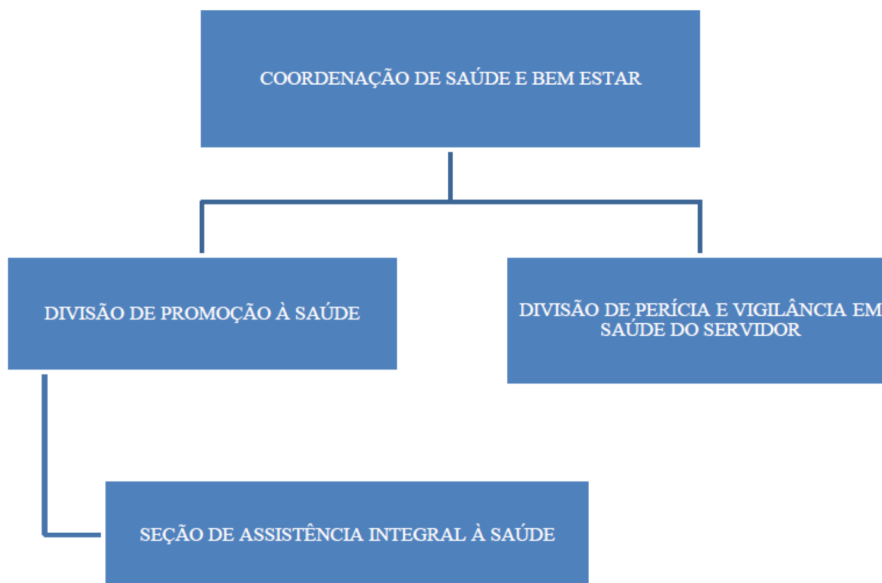 COORDENAÇÃO DE SAÚDE E BEM ESTAR
DIVISÃO DE PROMOÇÃO À SAÚDE
DIVISÃO DE PERÍCIA E VIGILÂNCIA EM
SAÚDE DO SERVIDOR
SEÇÃO DE ASSISTÊNCIA INTEGRAL À SAÚDE